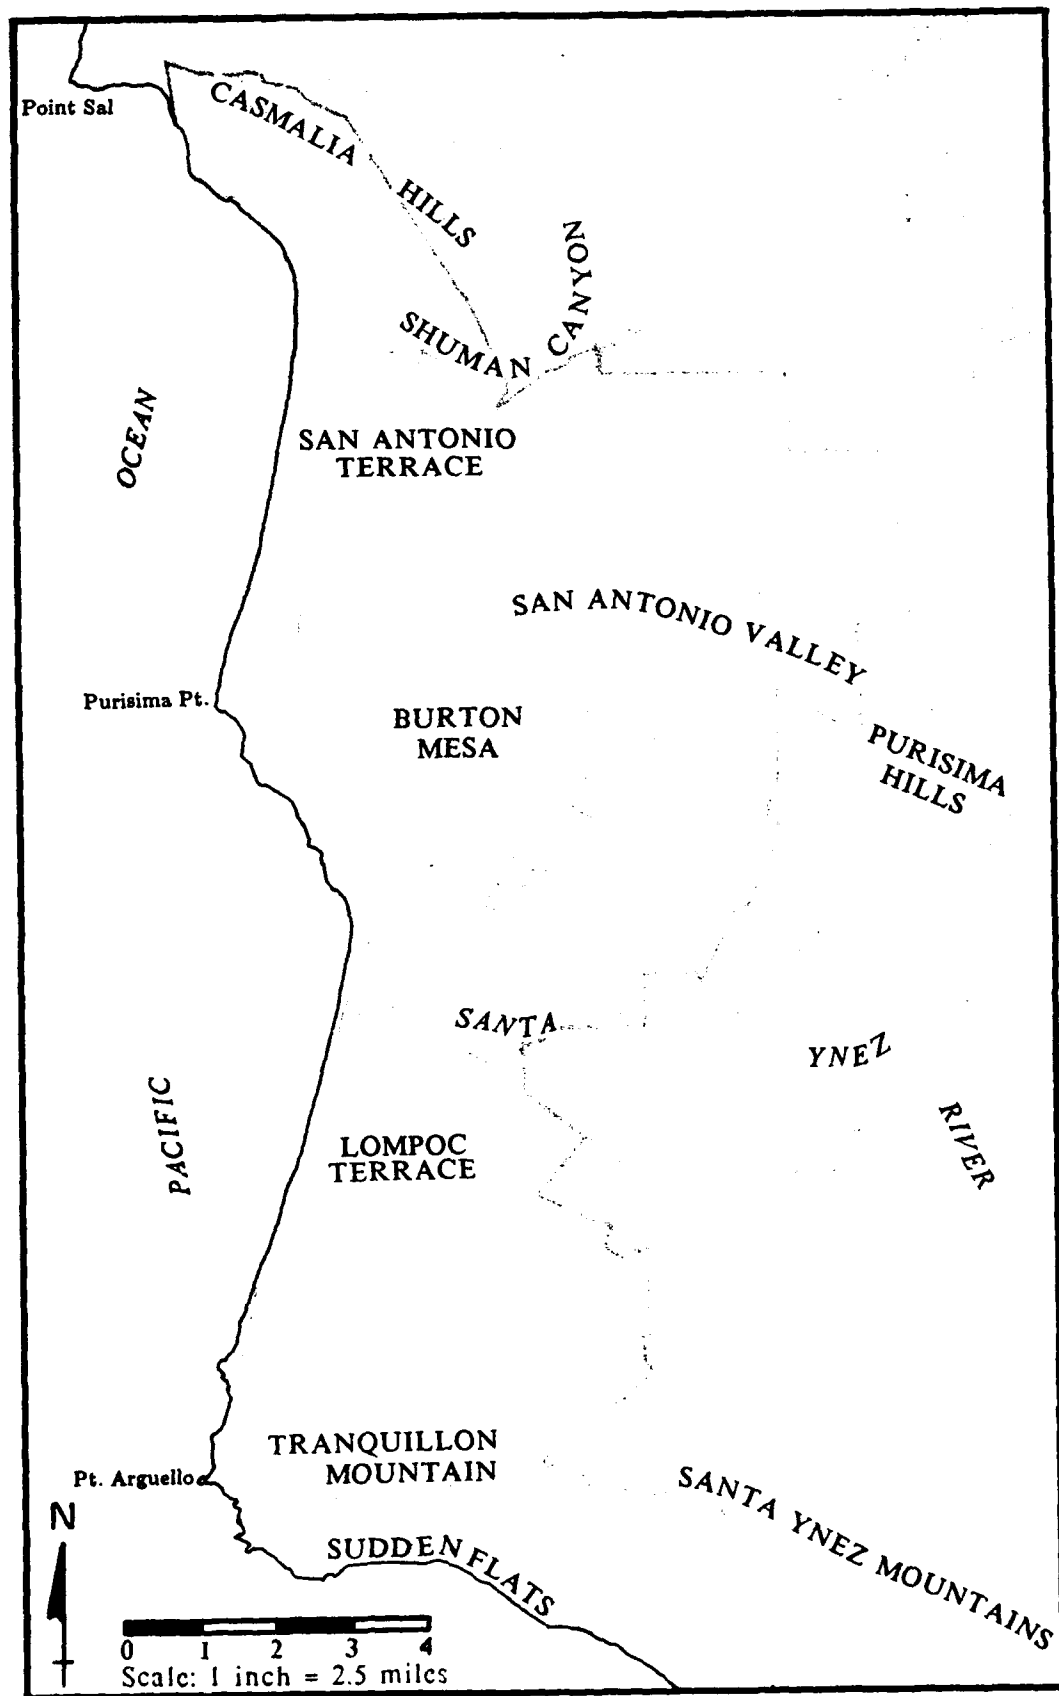 Point Sal
CASMALIA HILLS
SHUMAN CANYON
OCEAN
SAN ANTONIO
TERRACE
SAN ANTONIO VALLEY
Purisima Pt.
BURTON
MESA
PURISIMA
HILLS
SANTA YNEZ RIVER
PACIFIC
LOMPOC
TERRACE
TRANQUILLON
MOUNTAIN
Pt. Arguello
SANTA YNEZ MOUNTAINS
N
SUDDEN FLATS
0 1 2 3 4
Scale: 1 inch = 2.5 miles